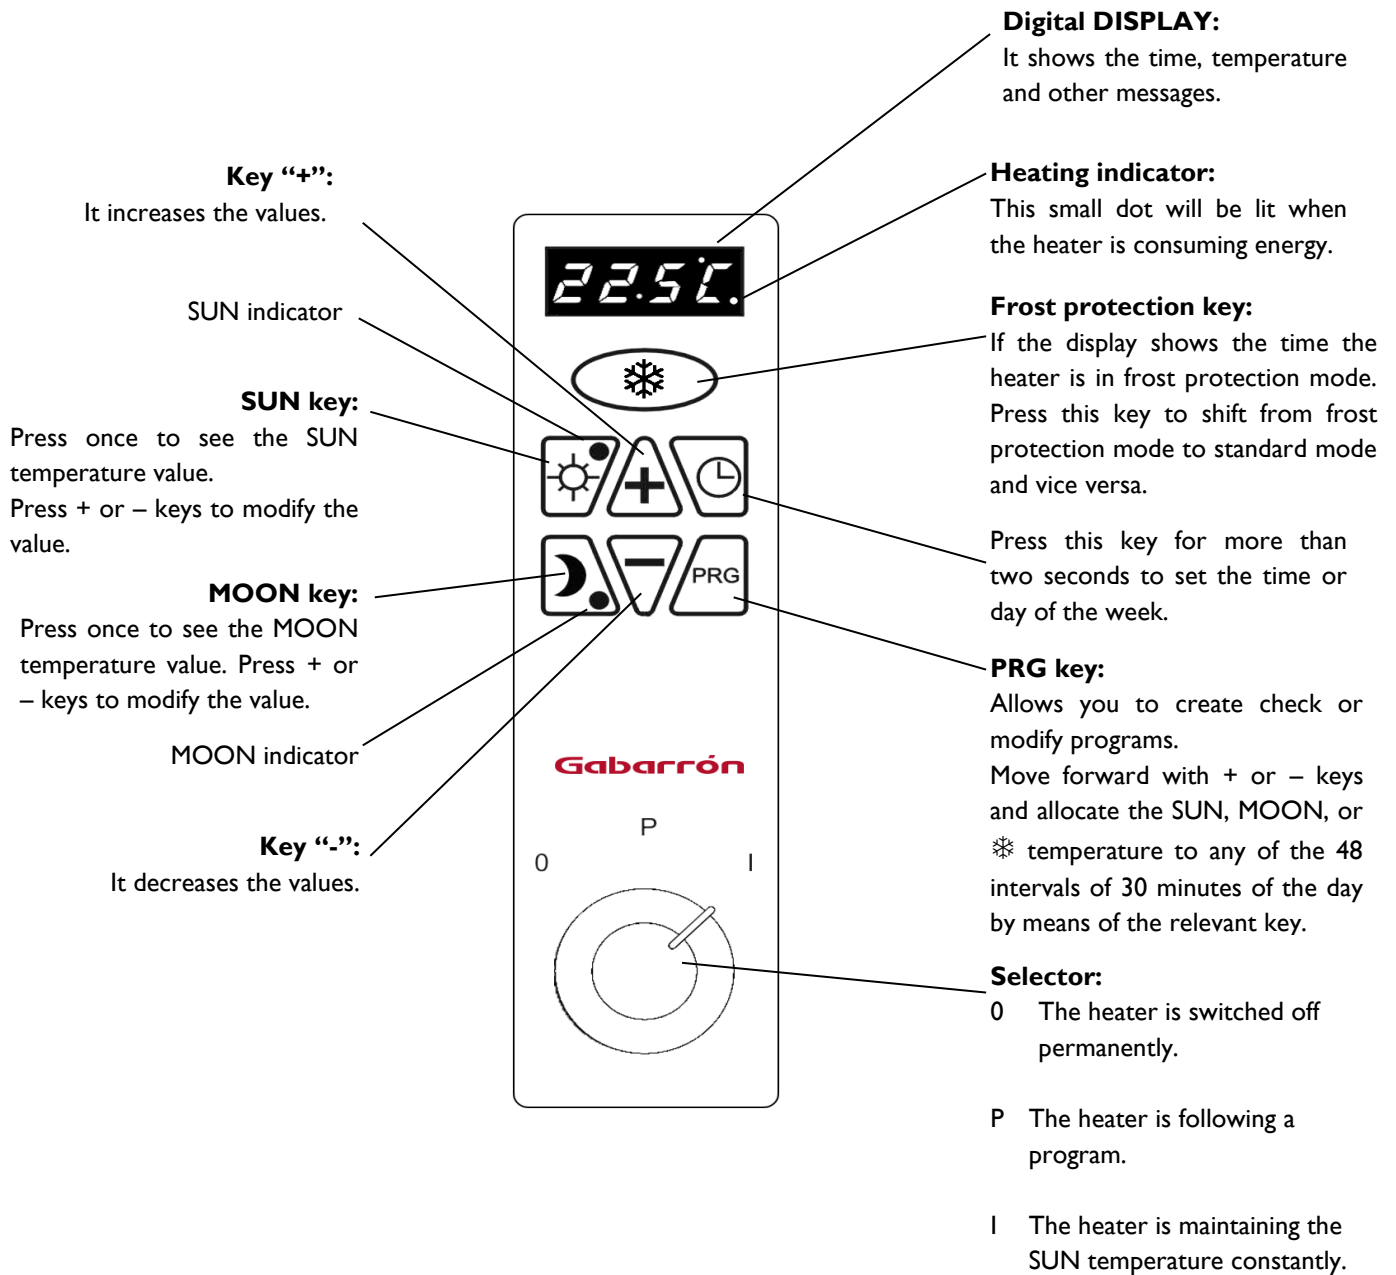 Digital DISPLAY:
It shows the time, temperature
and other messages.
Key “+”:
It increases the values.
SUN indicator
SUN key:
Press once to see the SUN
temperature value.
Press + or – keys to modify the
value.
MOON key:
Press once to see the MOON
temperature value. Press + or
– keys to modify the value.
MOON indicator
Key “-”:
It decreases the values.
22.5°C.
PRG
Gabarrón
P
0
I
Heating indicator:
This small dot will be lit when
the heater is consuming energy.
Frost protection key:
If the display shows the time the
heater is in frost protection mode.
Press this key to shift from frost
protection mode to standard mode
and vice versa.
Press this key for more than
two seconds to set the time or
day of the week.
PRG key:
Allows you to create check or
modify programs.
Move forward with + or – keys
and allocate the SUN, MOON, or
❄ temperature to any of the 48
intervals of 30 minutes of the day
by means of the relevant key.
Selector:
0 The heater is switched off
permanently.
P The heater is following a
program.
I The heater is maintaining the
SUN temperature constantly.